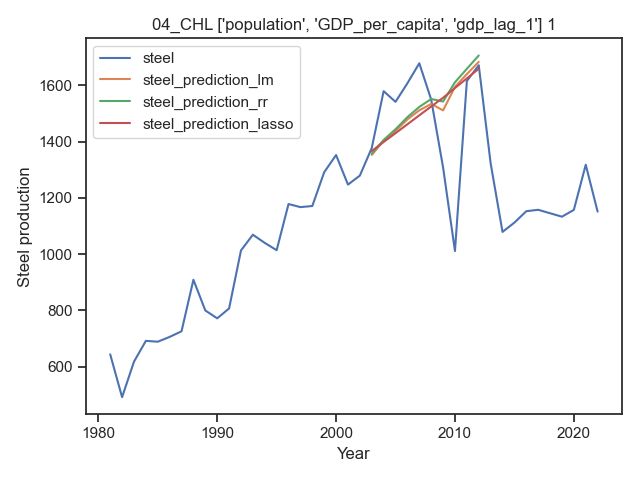 04_CHL ['population', 'GDP_per_capita', 'gdp_lag_1'] 1
steel
steel_prediction_lm
steel_prediction_rr
steel_prediction_lasso
Steel production
1600
1400
1200
1000
800
600
1980
1990
2000
2010
2020
Year